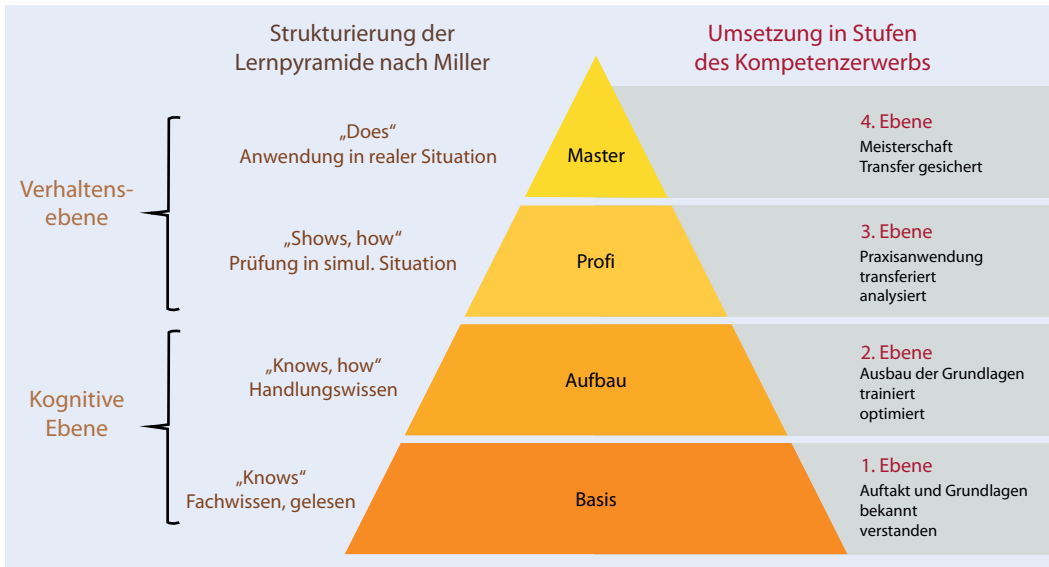 Strukturierung der
Lernpyramide nach Miller
Umsetzung in Stufen
des Kompetenzerwerbs
Verhaltens-
ebene
„Does“
Anwendung in realer Situation
Master
4. Ebene
Meisterschaft
Transfer gesichert
„Shows, how“
Prüfung in simul. Situation
Profi
3. Ebene
Praxisanwendung
transferiert
analysiert
Kognitive
Ebene
„Knows, how“
Handlungswissen
Aufbau
2. Ebene
Ausbau der Grundlagen
trainiert
optimiert
„Knows“
Fachwissen, gelesen
Basis
1. Ebene
Auftakt und Grundlagen
bekannt
verstanden